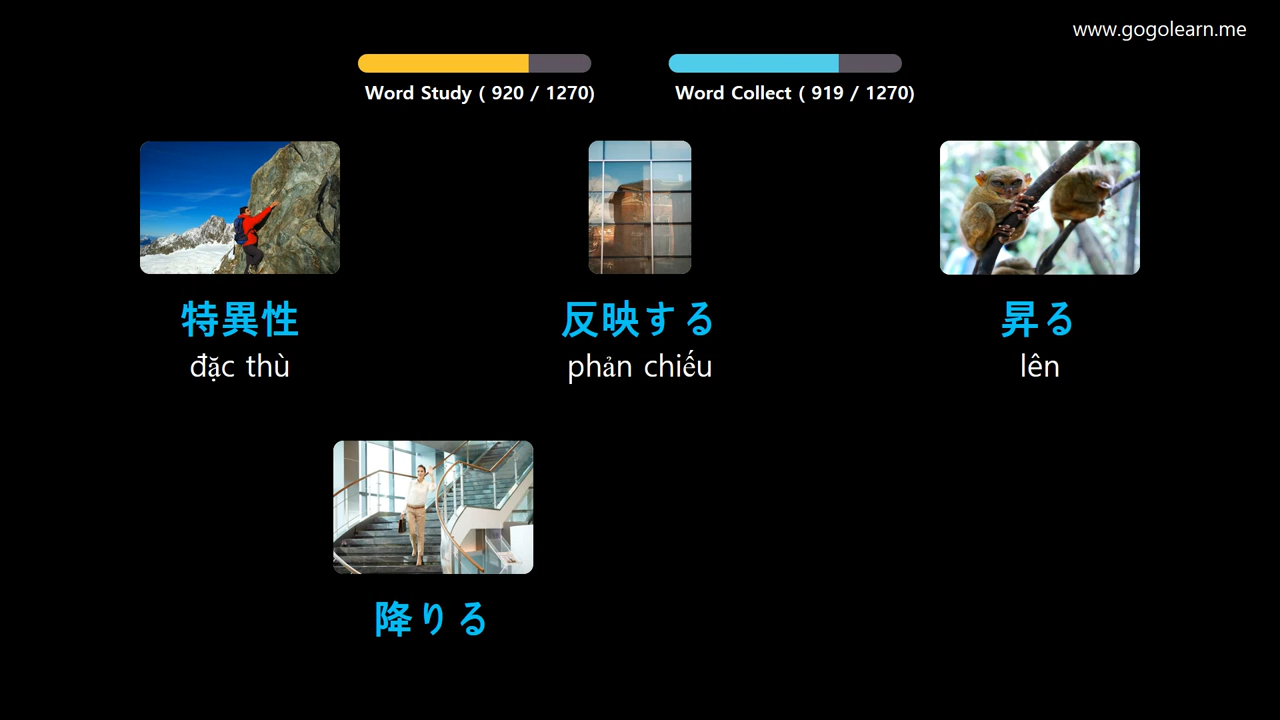 www.gogolearn.me
Word Study ( 920 / 1270)
Word Collect ( 919 / 1270)
特異性
đặc thù
反映する
phản chiếu
昇る
lên
降りる